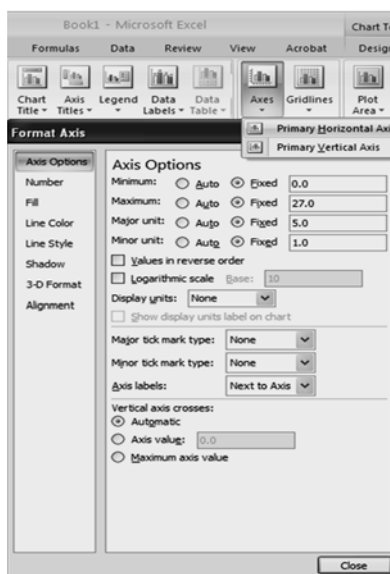 Book1 - Microsoft Excel
Chart T
Formulas Data Review View Acrobat Design
Chart Title Axis Titles Legend Data Labels Data Table Axes Gridlines Plot Area
Primary Horizontal Axi
Primary Vertical Axis
Format Axis
Axis Options
Number
Fill
Line Color
Line Style
Shadow
3-D Format
Alignment
Axis Options
Minimum: Auto Fixed 0.0
Maximum: Auto Fixed 27.0
Major unit: Auto Fixed 5.0
Minor unit: Auto Fixed 1.0
Values in reverse order
Logarithmic scale Base: 10
Display units: None
Show display units label on chart
Major tick mark type: None
Minor tick mark type: None
Axis labels: Next to Axis
Vertical axis crosses:
Automatic
Axis value: 0.0
Maximum axis value
Close